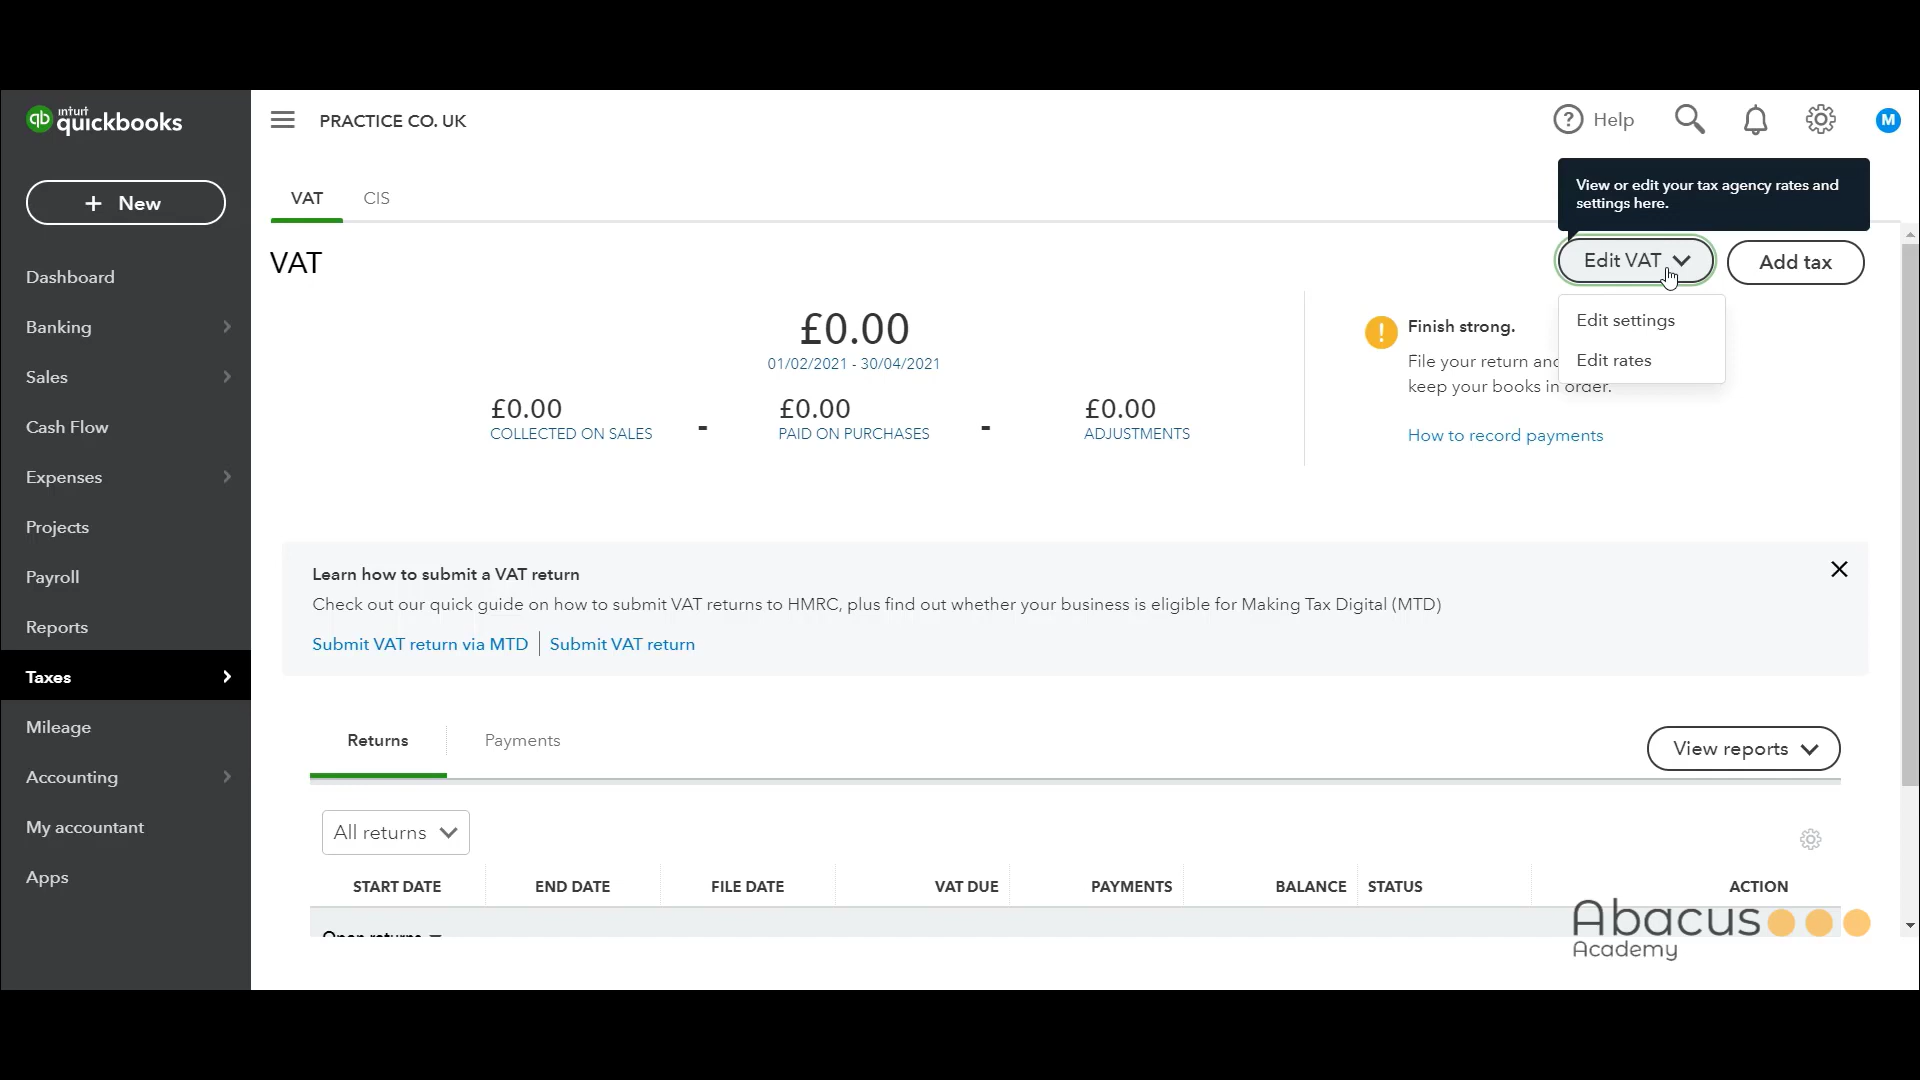 intuit
quickbooks
PRACTICE CO. UK
Help
M
+ New
Dashboard
Banking
Sales
Cash Flow
Expenses
Projects
Payroll
Reports
Taxes
Mileage
Accounting
My accountant
Apps
VAT
CIS
View or edit your tax agency rates and
settings here.
VAT
Edit VAT
Add tax
Edit settings
Edit rates
£0.00
01/02/2021 - 30/04/2021
£0.00
COLLECTED ON SALES
-
£0.00
PAID ON PURCHASES
-
£0.00
ADJUSTMENTS
Finish strong.
File your return and
keep your books in order.
How to record payments
Learn how to submit a VAT return
Check out our quick guide on how to submit VAT returns to HMRC, plus find out whether your business is eligible for Making Tax Digital (MTD)
Submit VAT return via MTD | Submit VAT return
Returns
Payments
View reports
All returns
START DATE
END DATE
FILE DATE
VAT DUE
PAYMENTS
BALANCE
STATUS
ACTION
Open returns
Abacus
Academy